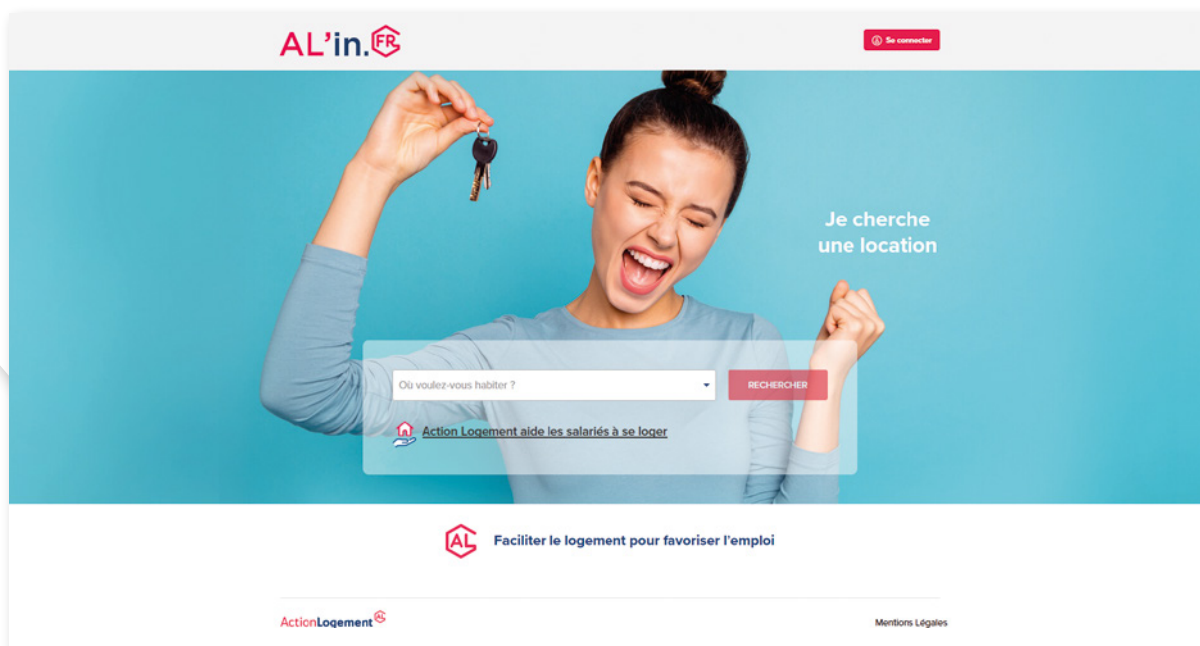 AL'in.FR
Se connecter
Je cherche
une location
Où voulez-vous habiter ?
RECHERCHER
Action Logement aide les salariés à se loger
AL Faciliter le logement pour favoriser l'emploi
ActionLogement AL
Mentions Légales